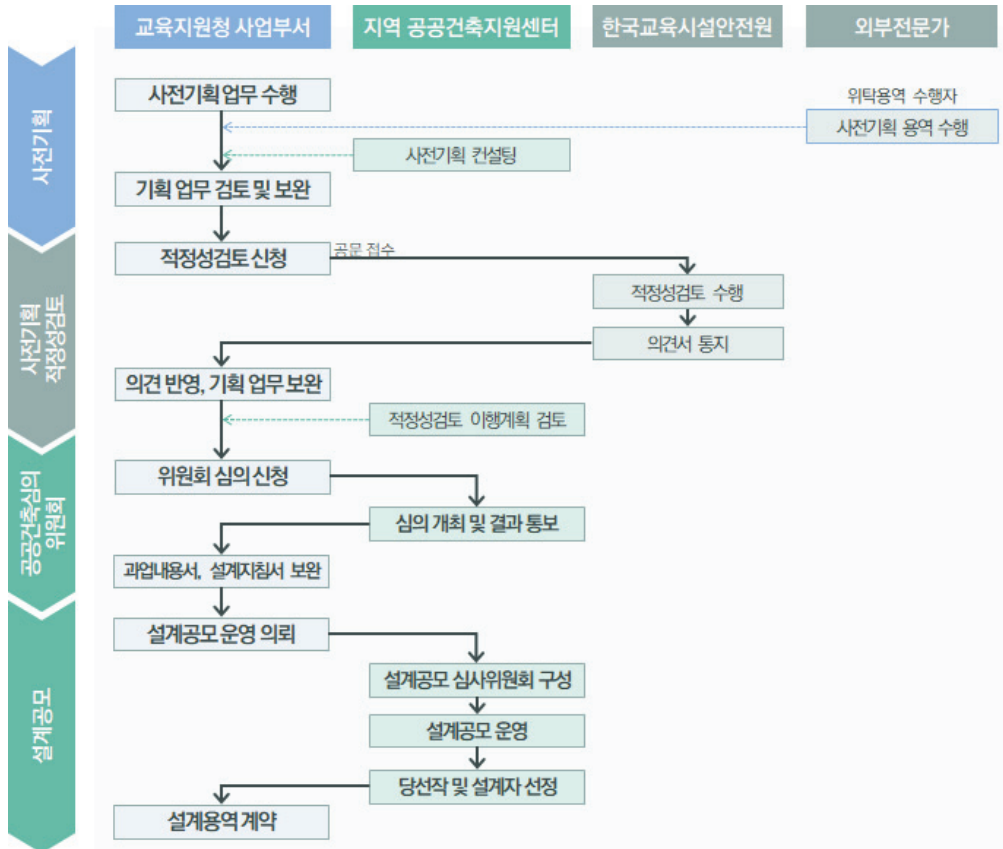 교육지원청 사업부서
지역 공공건축지원센터
한국교육시설안전원
외부전문가
사전기획
사전기획 업무 수행
위탁용역 수행자
사전기획 용역 수행
사전기획 컨설팅
기획 업무 검토 및 보완
사전기획
적정성검토
적정성검토 신청
공문 접수
적정성검토 수행
의견서 통지
의견 반영, 기획 업무 보완
적정성검토 이행계획 검토
공공건축심의
위원회
위원회 심의 신청
심의 개최 및 결과 통보
과업내용서, 설계지침서 보완
설계공모
설계공모 운영 의뢰
설계공모 심사위원회 구성
설계공모 운영
당선작 및 설계자 선정
설계용역 계약